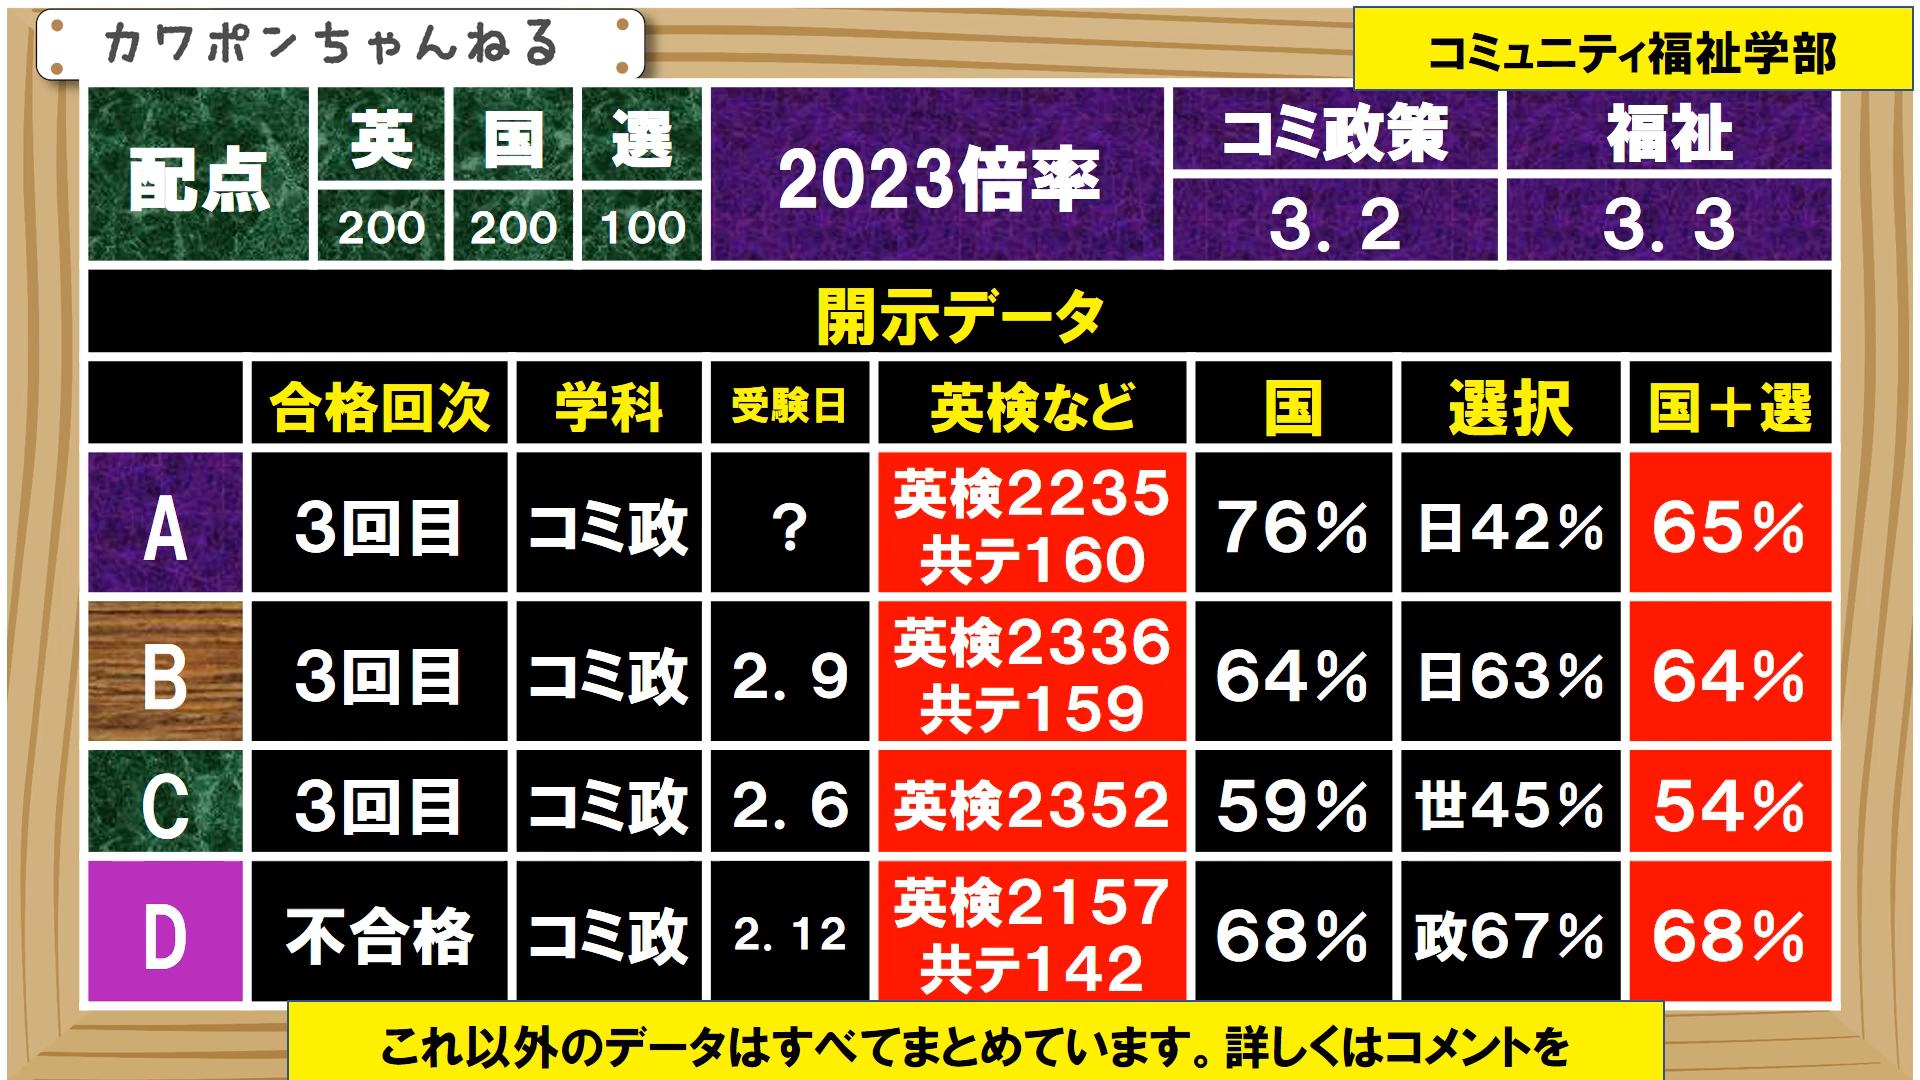 カワポンちゃんねる
コミュニティ福祉学部
配点 英 国 選 2023倍率 コミ政策 福祉
200 200 100 3．2 3．3
開示データ
合格回次 学科 受験日 英検など 国 選択 国＋選
A 3回目 コミ政 ？ 英検2235 76% 日42% 65%
共テ160
B 3回目 コミ政 2．9 英検2336 64% 日63% 64%
共テ159
C 3回目 コミ政 2．6 英検2352 59% 世45% 54%
D 不合格 コミ政 2．12 英検2157 68% 政67% 68%
共テ142
これ以外のデータはすべてまとめています。詳しくはコメントを